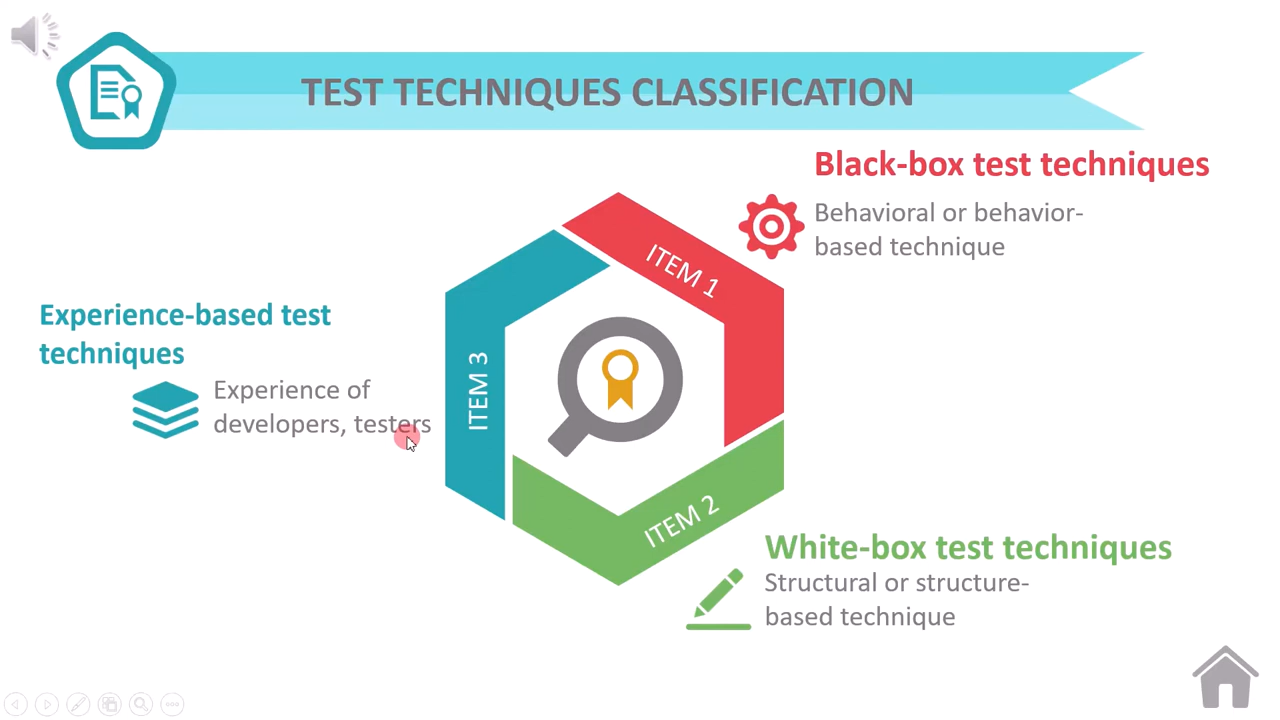 TEST TECHNIQUES CLASSIFICATION
Black-box test techniques
Behavioral or behavior-
based technique
ITEM 1
Experience-based test
techniques
Experience of
developers, testers
ITEM 3
ITEM 2
White-box test techniques
Structural or structure-
based technique